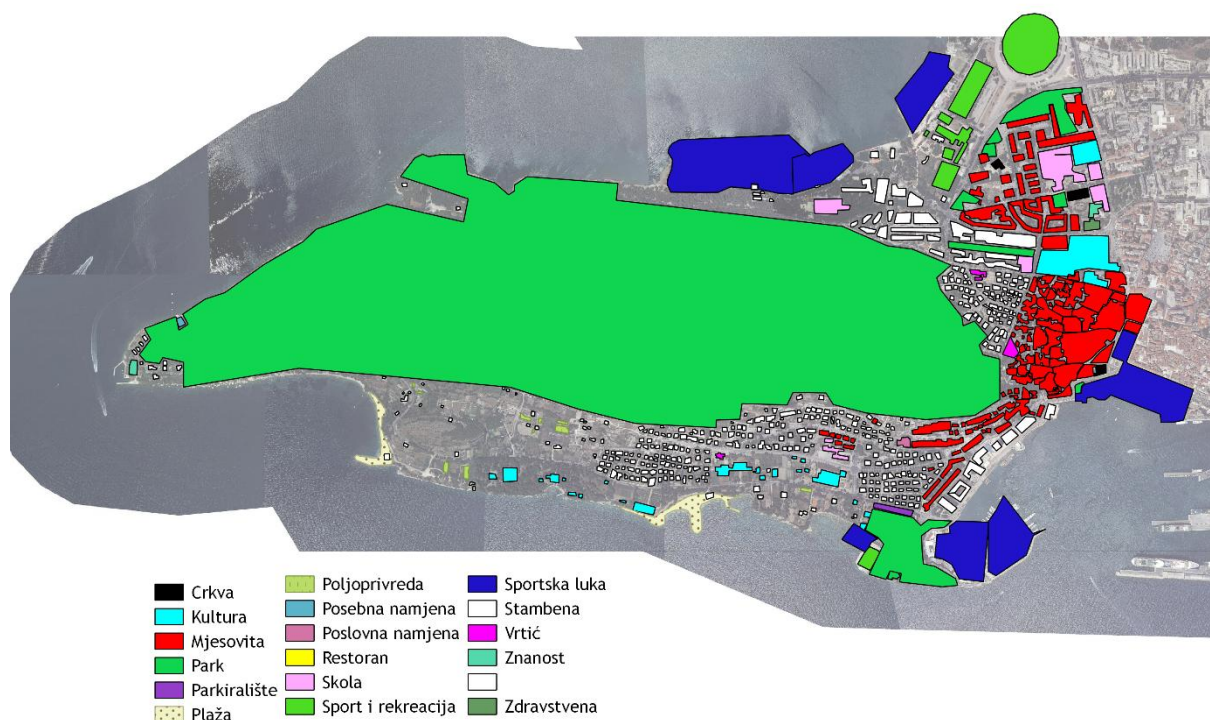 Crkva
Kultura
Mjesovita
Park
Parkiralište
Plaža
Poljoprivreda
Posebna namjena
Poslovna namjena
Restoran
Skola
Sport i rekreacija
Sportska luka
Stambena
Vrtić
Znanost
Zdravstvena